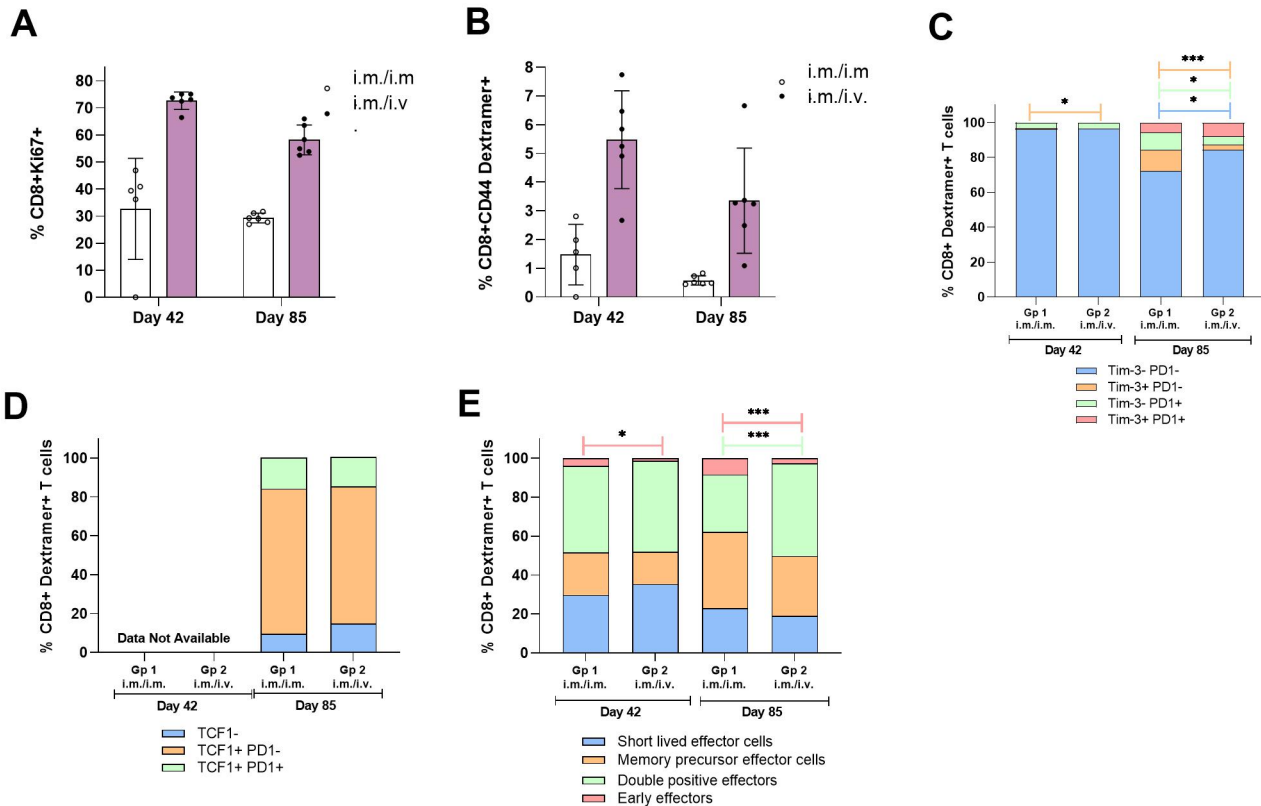 A
% CD8+Ki67+
80
70
60
50
40
30
20
10
0
Day 42
Day 85
i.m./i.m
i.m./i.v
.
B
% CD8+CD44 Dextramer+
8
7
6
5
4
3
2
1
0
Day 42
Day 85
i.m./i.m
i.m./i.v.
C
% CD8+ Dextramer+ T cells
100
80
60
40
20
0
*
***
*
*
Gp 1
i.m./i.m.
Gp 2
i.m./i.v.
Gp 1
i.m./i.m.
Gp 2
i.m./i.v.
Day 42
Day 85
Tim-3- PD1-
Tim-3+ PD1-
Tim-3- PD1+
Tim-3+ PD1+
D
% CD8+ Dextramer+ T cells
100
80
60
40
20
0
Data Not Available
Gp 1
i.m./i.m.
Gp 2
i.m./i.v.
Gp 1
i.m./i.m.
Gp 2
i.m./i.v.
Day 42
Day 85
TCF1-
TCF1+ PD1-
TCF1+ PD1+
E
% CD8+ Dextramer+ T cells
100
80
60
40
20
0
*
***
***
Gp 1
i.m./i.m.
Gp 2
i.m./i.v.
Gp 1
i.m./i.m.
Gp 2
i.m./i.v.
Day 42
Day 85
Short lived effector cells
Memory precursor effector cells
Double positive effectors
Early effectors